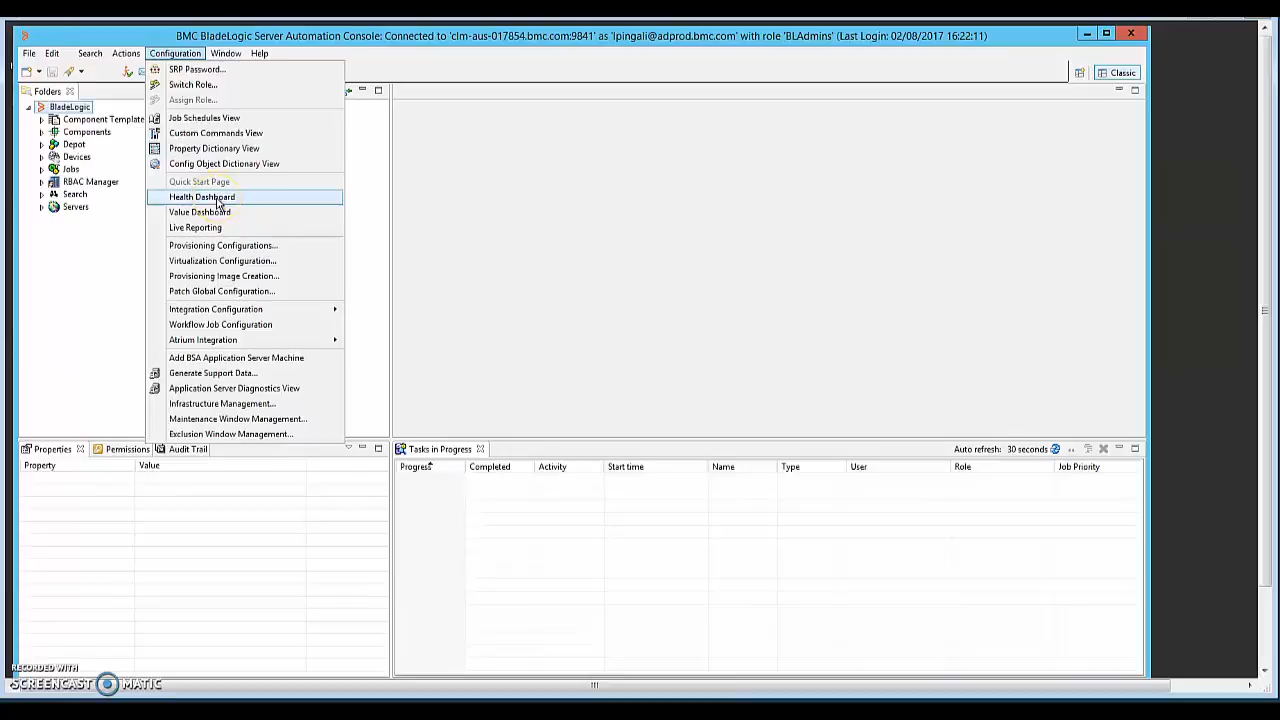 BMC BladeLogic Server Automation Console: Connected to 'clm-aus-017854.bmc.com:9841' as 'lpingali@adprod.bmc.com' with role 'BLAdmins' (Last Login: 02/08/2017 16:22:11)
File Edit Search Actions Configuration Window Help
Classic
Folders
BladeLogic
Component Template
Components
Depot
Devices
Jobs
RBAC Manager
Search
Servers
SRP Password...
Switch Role...
Assign Role...
Job Schedules View
Custom Commands View
Property Dictionary View
Config Object Dictionary View
Quick Start Page
Health Dashboard
Value Dashboard
Live Reporting
Provisioning Configurations...
Virtualization Configuration...
Provisioning Image Creation...
Patch Global Configuration...
Integration Configuration
Workflow Job Configuration
Atrium Integration
Add BSA Application Server Machine
Generate Support Data...
Application Server Diagnostics View
Infrastructure Management...
Maintenance Window Management...
Exclusion Window Management...
Properties Permissions Audit Trail
Property Value
Tasks in Progress Auto refresh: 30 seconds
Progress Completed Activity Start time Name Type User Role Job Priority
RECORDED WITH
SCREENCAST MATIC